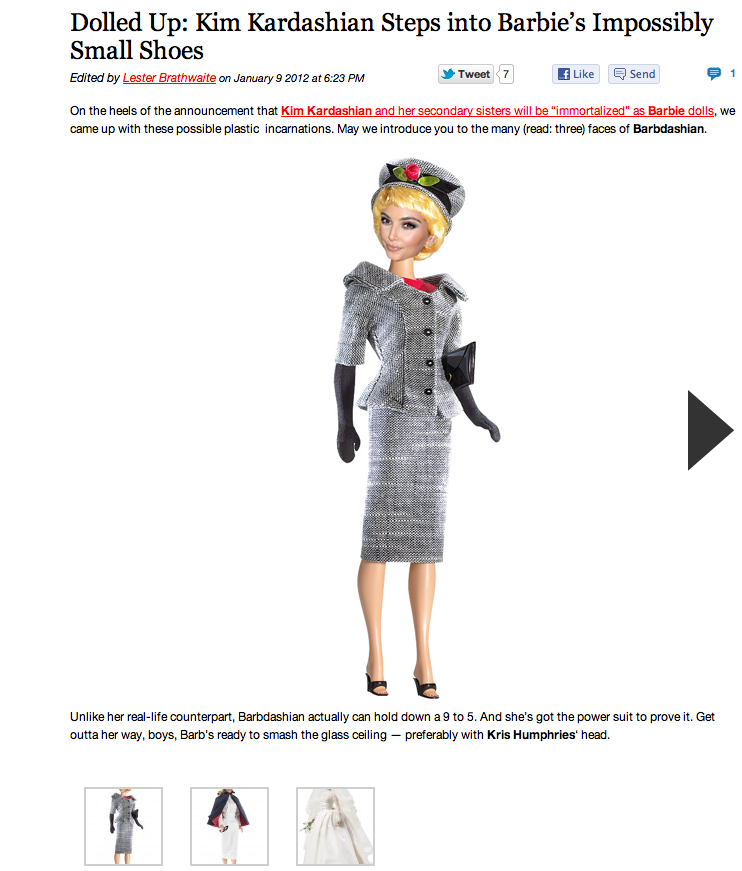 Dolled Up: Kim Kardashian Steps into Barbie’s Impossibly
Small Shoes
Edited by Lester Brathwaite on January 9 2012 at 6:23 PM
Tweet 7 Like Send 1
On the heels of the announcement that Kim Kardashian and her secondary sisters will be “immortalized” as Barbie dolls, we
came up with these possible plastic incarnations. May we introduce you to the many (read: three) faces of Barbdashian.
Unlike her real-life counterpart, Barbdashian actually can hold down a 9 to 5. And she’s got the power suit to prove it. Get
outta her way, boys, Barb’s ready to smash the glass ceiling — preferably with Kris Humphries‘ head.